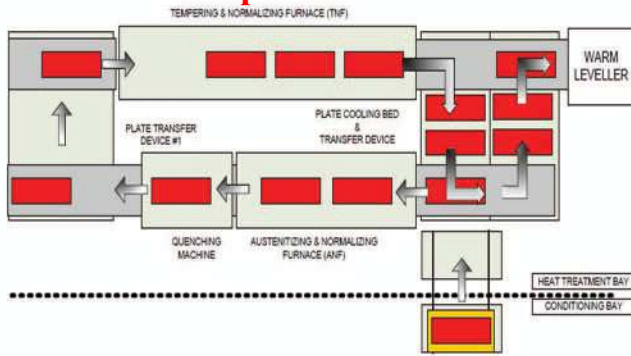 TEMPERING & NORMALIZING FURNACE (TNF)
WARM
LEVELLER
PLATE COOLING BED
&
TRANSFER DEVICE
PLATE TRANSFER
DEVICE #1
QUENCHING
MACHINE
AUSTENITIZING & NORMALIZING
FURNACE (ANF)
HEAT TREATMENT BAY
CONDITIONING BAY